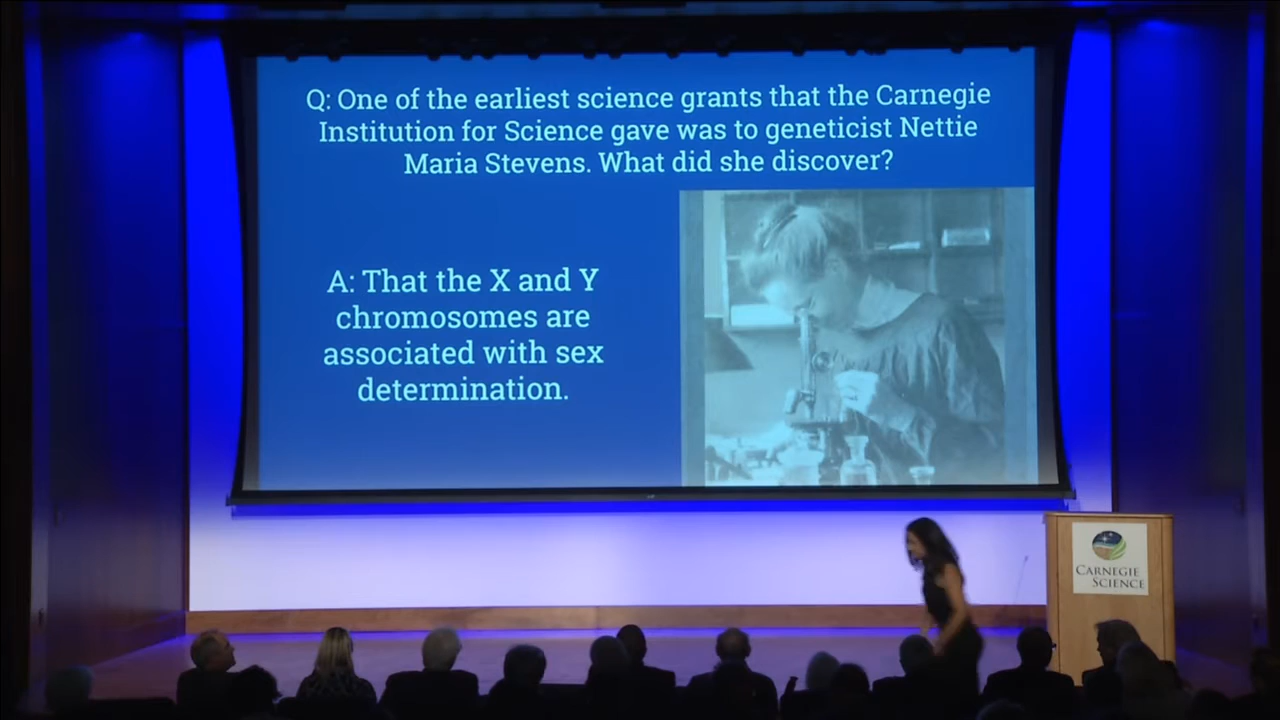 Q: One of the earliest science grants that the Carnegie
Institution for Science gave was to geneticist Nettie
Maria Stevens. What did she discover?
A: That the X and Y
chromosomes are
associated with sex
determination.
CARNEGIE
SCIENCE